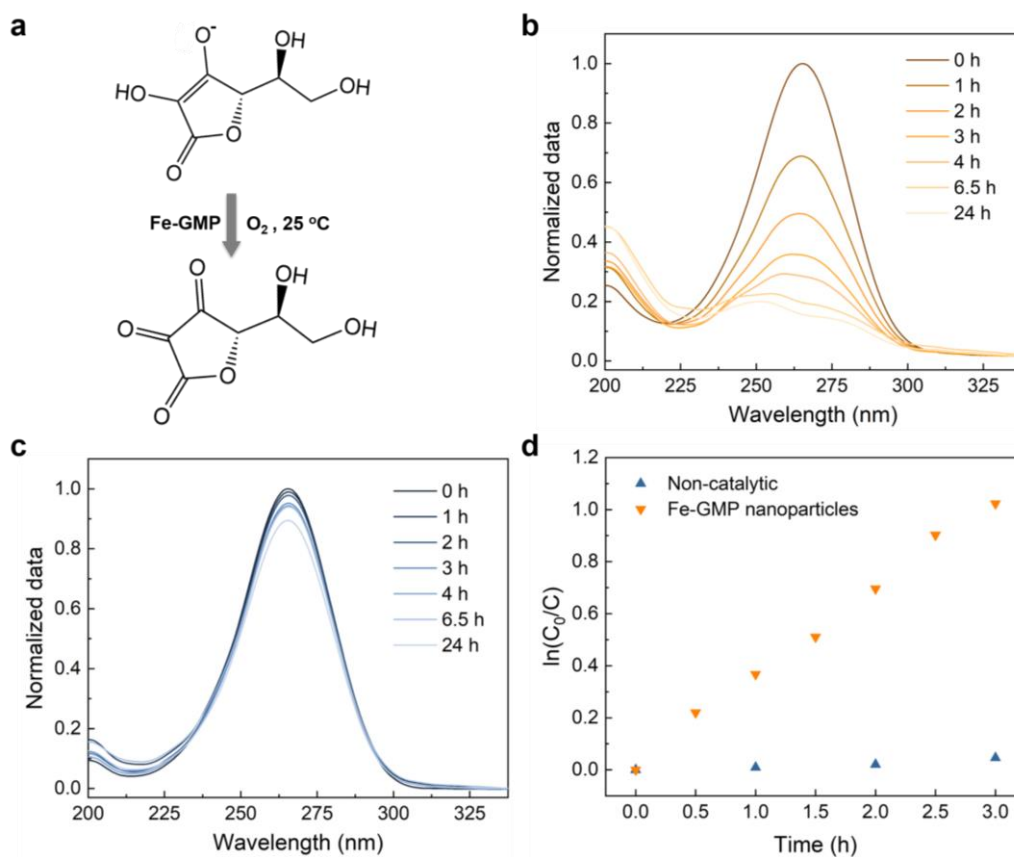 a
O⁻
OH
HO
OH
O
O
Fe-GMP
O₂ , 25 °C
O
OH
O
OH
O
O
b
Normalized data
1.0
0.8
0.6
0.4
0.2
0.0
200 225 250 275 300 325
Wavelength (nm)
0 h
1 h
2 h
3 h
4 h
6.5 h
24 h
c
Normalized data
1.0
0.8
0.6
0.4
0.2
0.0
200 225 250 275 300 325
Wavelength (nm)
0 h
1 h
2 h
3 h
4 h
6.5 h
24 h
d
ln(C₀/C)
1.2
1.0
0.8
0.6
0.4
0.2
0.0
0.0 0.5 1.0 1.5 2.0 2.5 3.0
Time (h)
Non-catalytic
Fe-GMP nanoparticles